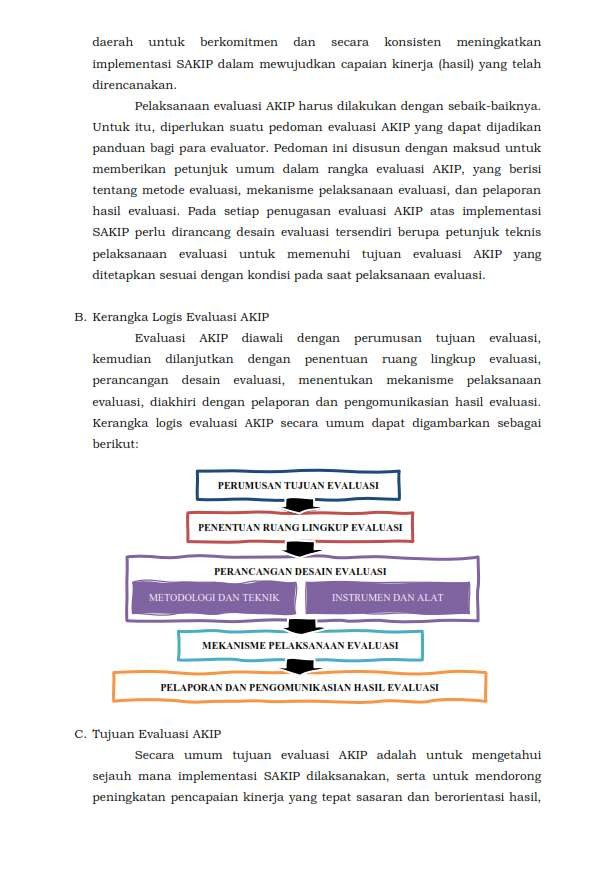 daerah untuk berkomitmen dan secara konsisten meningkatkan
implementasi SAKIP dalam mewujudkan capaian kinerja (hasil) yang telah
direncanakan.
Pelaksanaan evaluasi AKIP harus dilakukan dengan sebaik-baiknya.
Untuk itu, diperlukan suatu pedoman evaluasi AKIP yang dapat dijadikan
panduan bagi para evaluator. Pedoman ini disusun dengan maksud untuk
memberikan petunjuk umum dalam rangka evaluasi AKIP, yang berisi
tentang metode evaluasi, mekanisme pelaksanaan evaluasi, dan pelaporan
hasil evaluasi. Pada setiap penugasan evaluasi AKIP atas implementasi
SAKIP perlu dirancang desain evaluasi tersendiri berupa petunjuk teknis
pelaksanaan evaluasi untuk memenuhi tujuan evaluasi AKIP yang
ditetapkan sesuai dengan kondisi pada saat pelaksanaan evaluasi.
B. Kerangka Logis Evaluasi AKIP
Evaluasi AKIP diawali dengan perumusan tujuan evaluasi,
kemudian dilanjutkan dengan penentuan ruang lingkup evaluasi,
perancangan desain evaluasi, menentukan mekanisme pelaksanaan
evaluasi, diakhiri dengan pelaporan dan pengomunikasian hasil evaluasi.
Kerangka logis evaluasi AKIP secara umum dapat digambarkan sebagai
berikut:
PERUMUSAN TUJUAN EVALUASI
PENENTUAN RUANG LINGKUP EVALUASI
PERANCANGAN DESAIN EVALUASI
METODOLOGI DAN TEKNIK
INSTRUMEN DAN ALAT
MEKANISME PELAKSANAAN EVALUASI
PELAPORAN DAN PENGOMUNIKASIAN HASIL EVALUASI
C. Tujuan Evaluasi AKIP
Secara umum tujuan evaluasi AKIP adalah untuk mengetahui
sejauh mana implementasi SAKIP dilaksanakan, serta untuk mendorong
peningkatan pencapaian kinerja yang tepat sasaran dan berorientasi hasil,